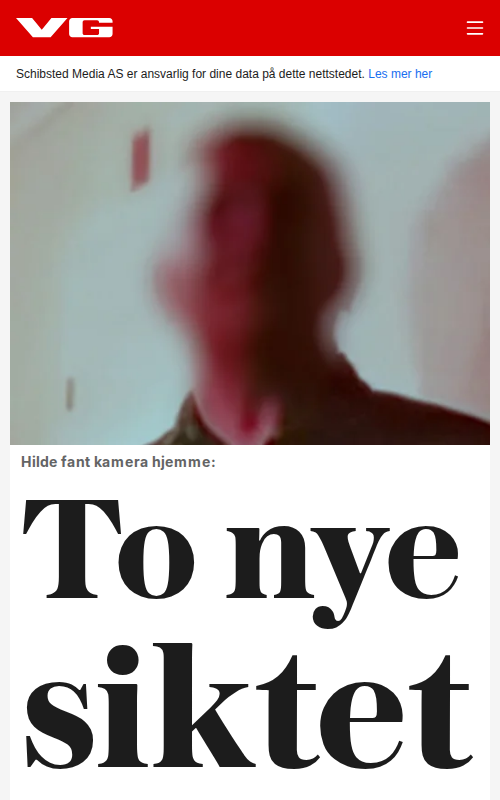 VG
Schibsted Media AS er ansvarlig for dine data på dette nettstedet. Les mer her
Hilde fant kamera hjemme:
To nye
siktet